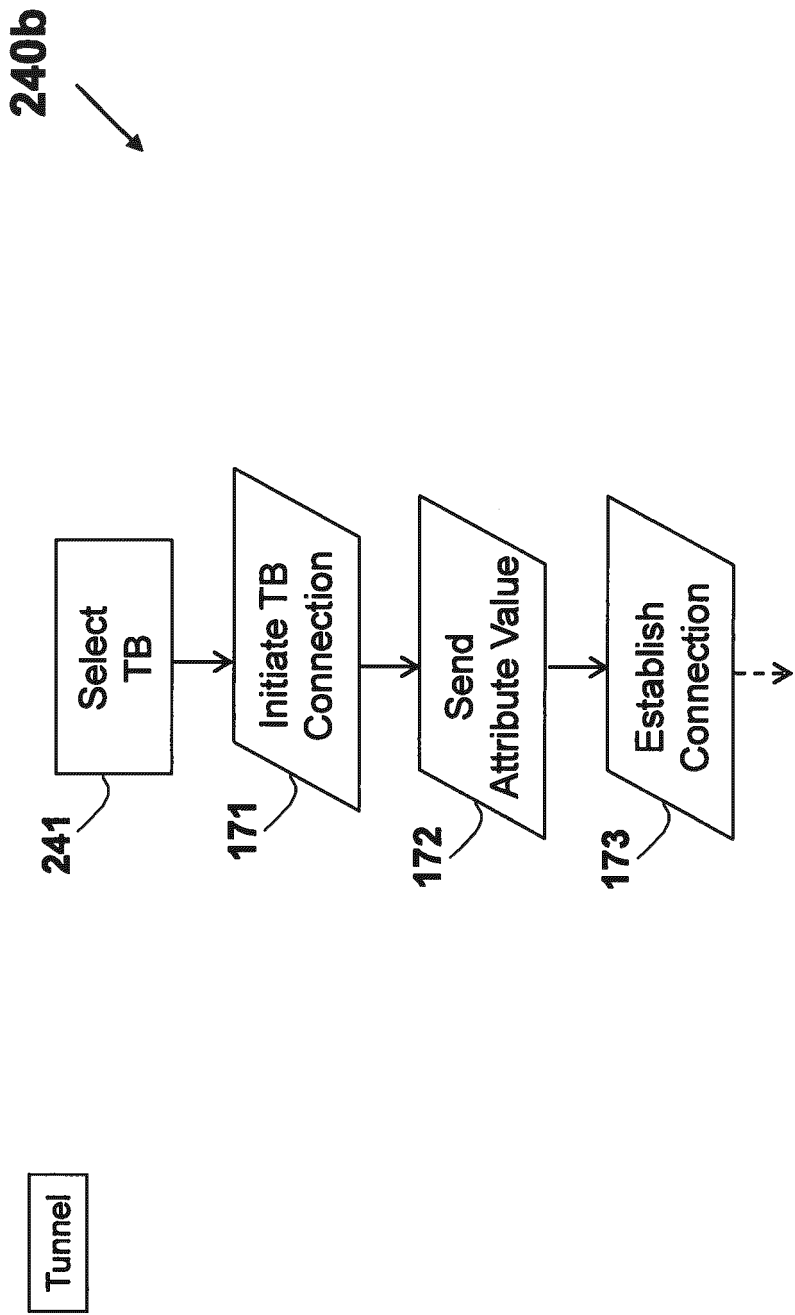 Tunnel
240b
241
Select
TB
171
Initiate TB
Connection
172
Send
Attribute Value
173
Establish
Connection